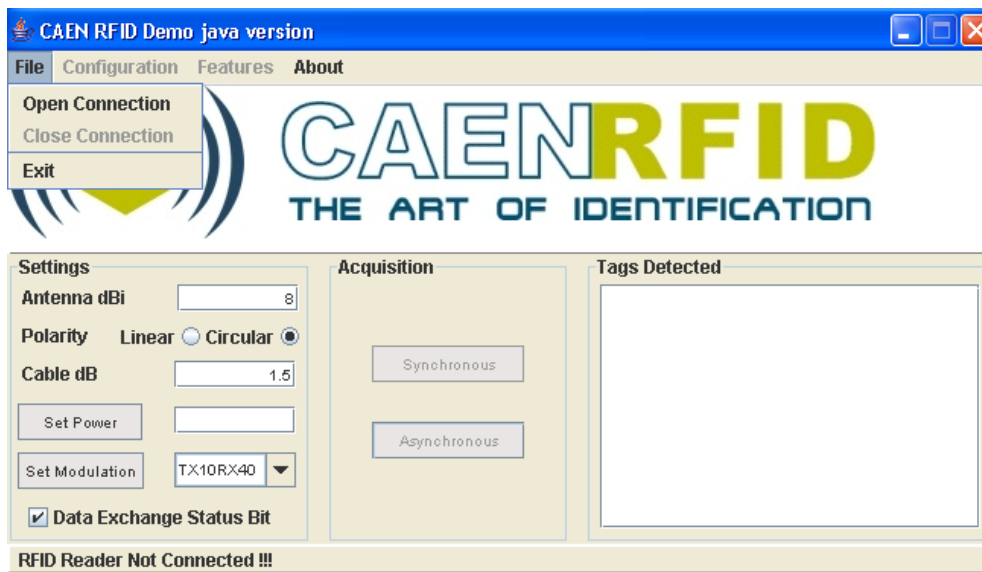 CAEN RFID Demo java version
File Configuration Features About
Open Connection
Close Connection
Exit
CAENRFID
THE ART OF IDENTIFICATION
Settings
Antenna dBi 8
Polarity Linear Circular
Cable dB 1.5
Set Power
Set Modulation TX10RX40
Data Exchange Status Bit
Acquisition
Synchronous
Asynchronous
Tags Detected
RFID Reader Not Connected !!!